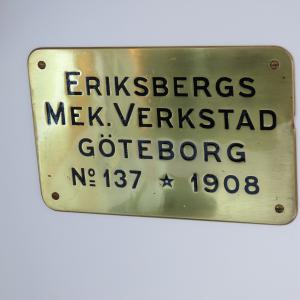 ERIKSBERGS
MEK. VERKSTAD
GÖTEBORG
Nº 137 ★ 1908